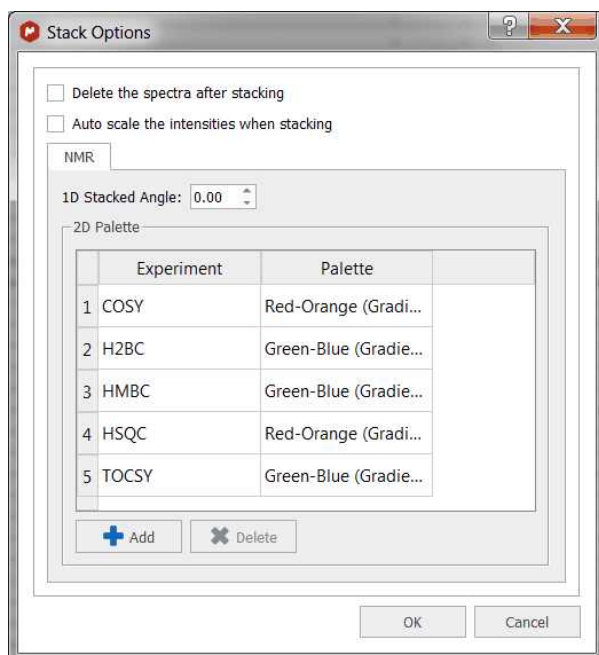 Stack Options
Delete the spectra after stacking
Auto scale the intensities when stacking
NMR
1D Stacked Angle: 0.00
2D Palette
Experiment Palette
1 COSY Red-Orange (Gradi...
2 H2BC Green-Blue (Gradie...
3 HMBC Green-Blue (Gradie...
4 HSQC Red-Orange (Gradi...
5 TOCSY Green-Blue (Gradie...
Add Delete
OK Cancel